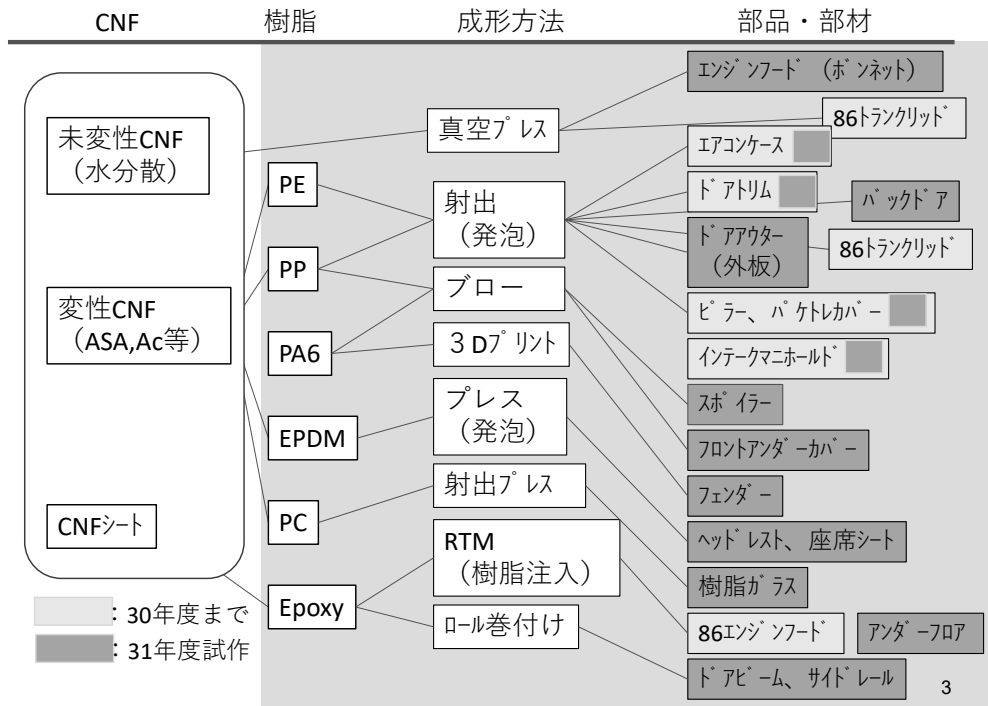 CNF 樹脂 成形方法 部品・部材
未変性CNF
（水分散）
変性CNF
（ASA,Ac等）
CNFｼｰﾄ
：30年度まで
：31年度試作
PE
PP
PA6
EPDM
PC
Epoxy
真空ﾌﾟﾚｽ
射出
（発泡）
ブロー
３Dﾌﾟﾘﾝﾄ
プレス
（発泡）
射出ﾌﾟﾚｽ
RTM
（樹脂注入）
ﾛｰﾙ巻付け
ｴﾝｼﾞﾝﾌｰﾄﾞ（ﾎﾞﾝﾈｯﾄ）
86ﾄﾗﾝｸﾘｯﾄﾞ
ｴｱｺﾝｹｰｽ
ﾄﾞｱﾄﾘﾑ
ﾊﾞｯｸﾄﾞｱ
ﾄﾞｱｱｳﾀｰ
（外板）
86ﾄﾗﾝｸﾘｯﾄﾞ
ﾋﾟﾗｰ、ﾊﾟｹﾄﾚｶﾊﾞｰ
ｲﾝﾃｰｸﾏﾆﾎｰﾙﾄﾞ
ｽﾎﾟｲﾗｰ
ﾌﾛﾝﾄｱﾝﾀﾞｰｶﾊﾞｰ
ﾌｪﾝﾀﾞｰ
ﾍｯﾄﾞﾚｽﾄ、座席ｼｰﾄ
樹脂ｶﾞﾗｽ
86ｴﾝｼﾞﾝﾌｰﾄﾞ
ｱﾝﾀﾞｰﾌﾛｱ
ﾄﾞｱﾋﾞｰﾑ、ｻｲﾄﾞﾚｰﾙ
3